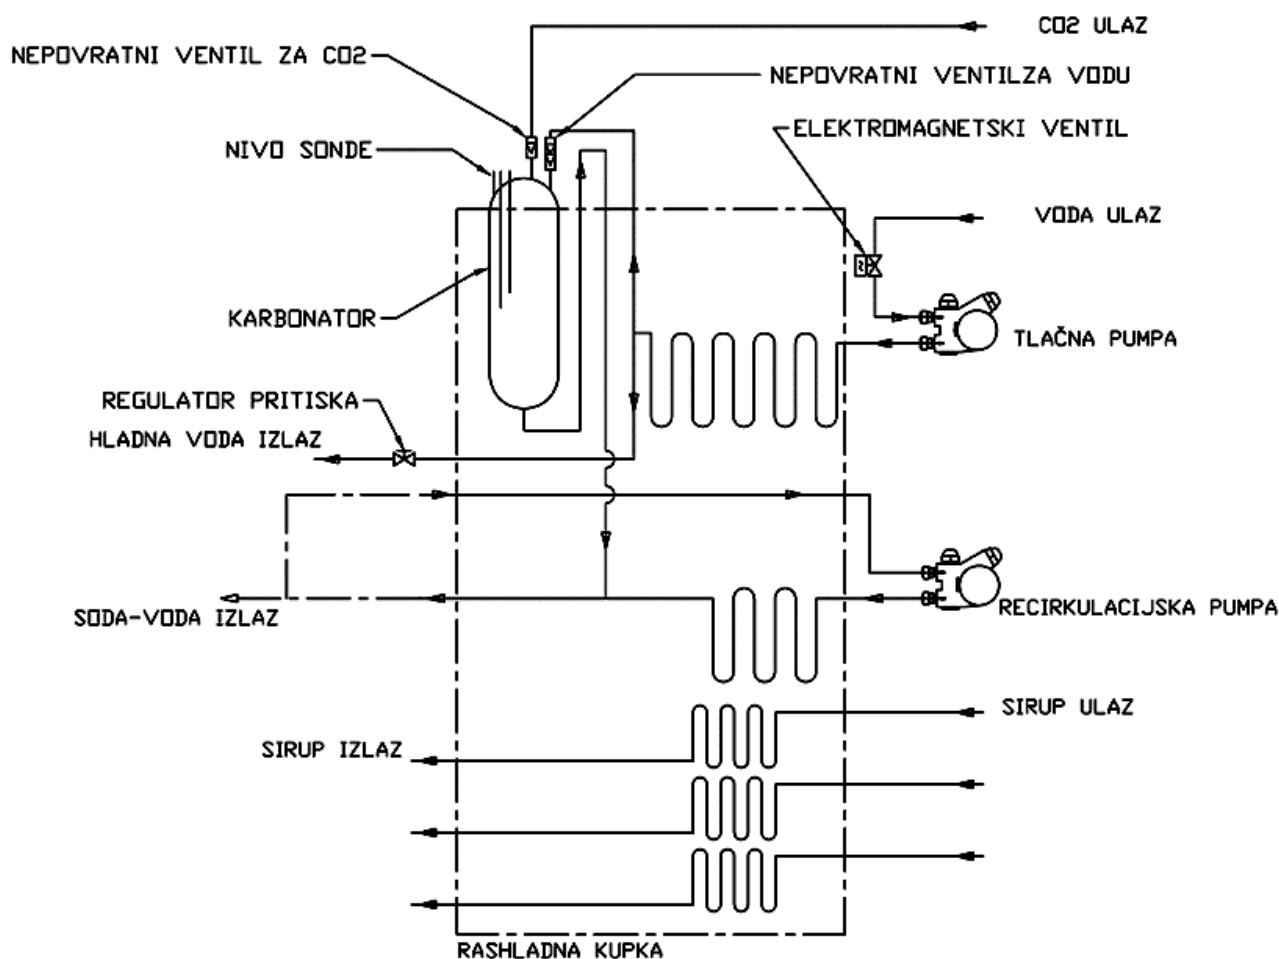 CO2 ULAZ
NEPOVRATNI VENTIL ZA CO2
NEPOVRATNI VENTILZA VODU
ELEKTROMAGNETSKI VENTIL
NIVO SONDE
VODA ULAZ
KARBONATOR
TLAČNA PUMPA
REGULATOR PRITISKA
HLADNA VODA IZLAZ
RECIRKULACIJSKA PUMPA
SODA-VODA IZLAZ
SIRUP ULAZ
SIRUP IZLAZ
RASHLADNA KUPKA